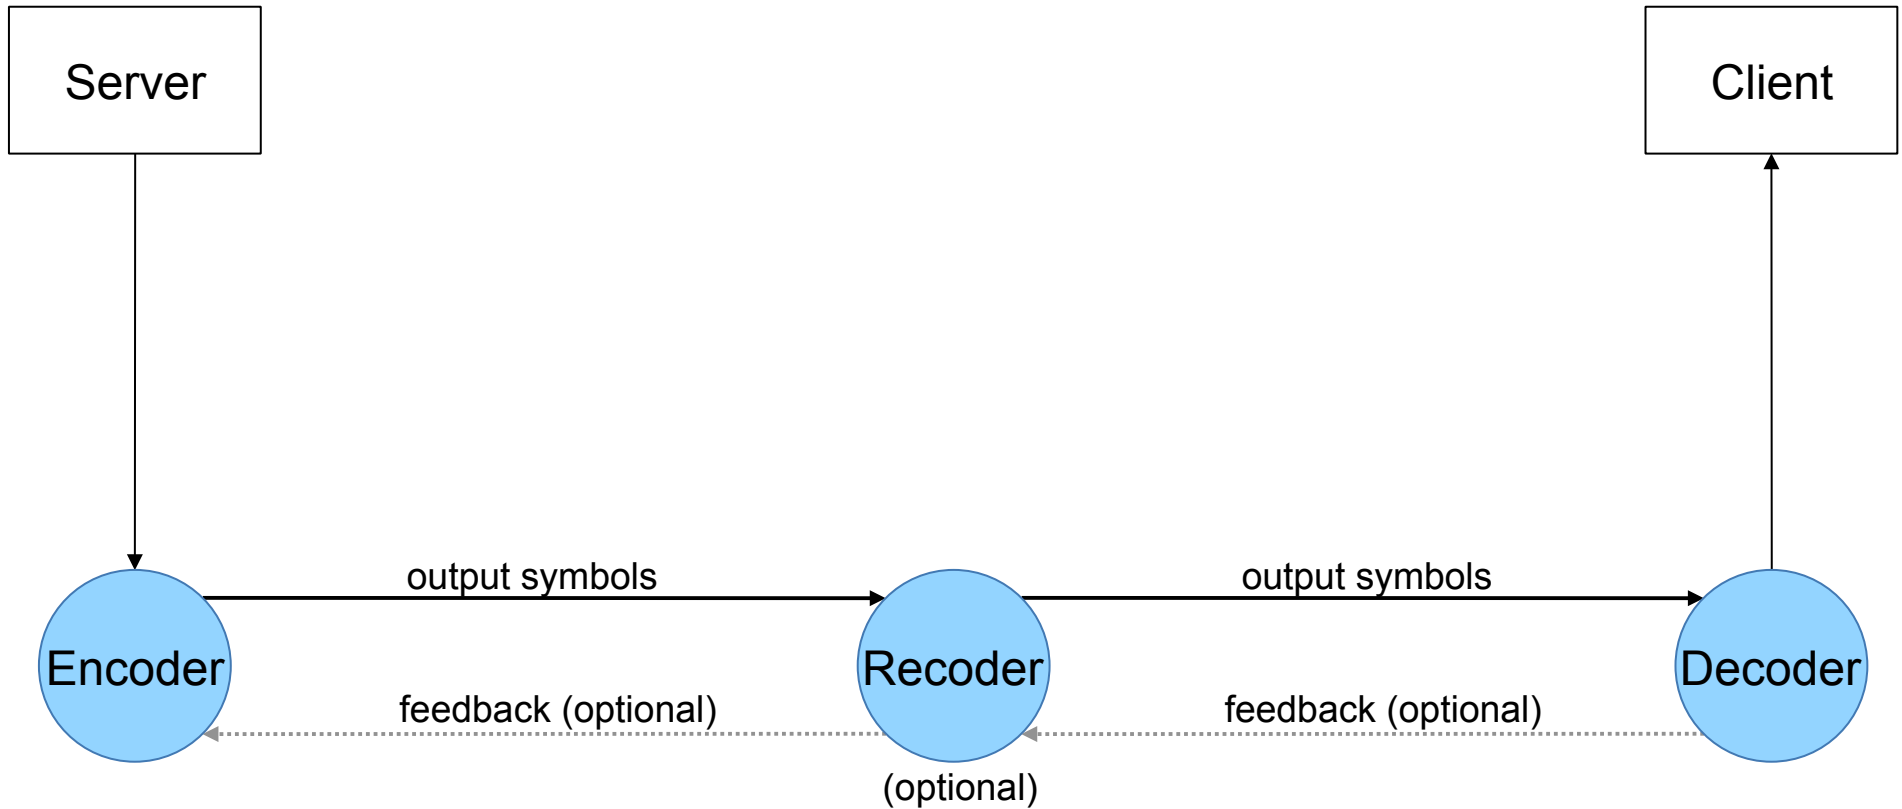 Server
Client
output symbols
output symbols
Encoder
Recoder
Decoder
feedback (optional)
feedback (optional)
(optional)